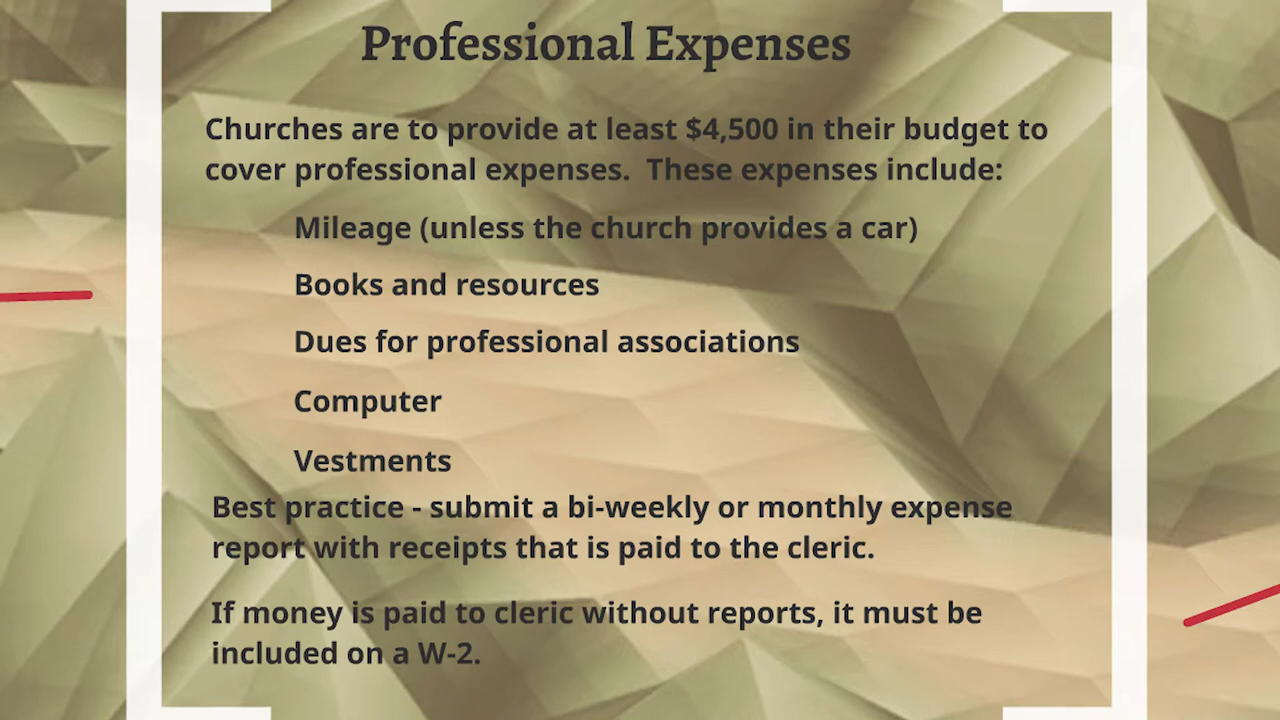 Professional Expenses
Churches are to provide at least $4,500 in their budget to
cover professional expenses.  These expenses include:
Mileage (unless the church provides a car)
Books and resources
Dues for professional associations
Computer
Vestments
Best practice - submit a bi-weekly or monthly expense
report with receipts that is paid to the cleric.
If money is paid to cleric without reports, it must be
included on a W-2.